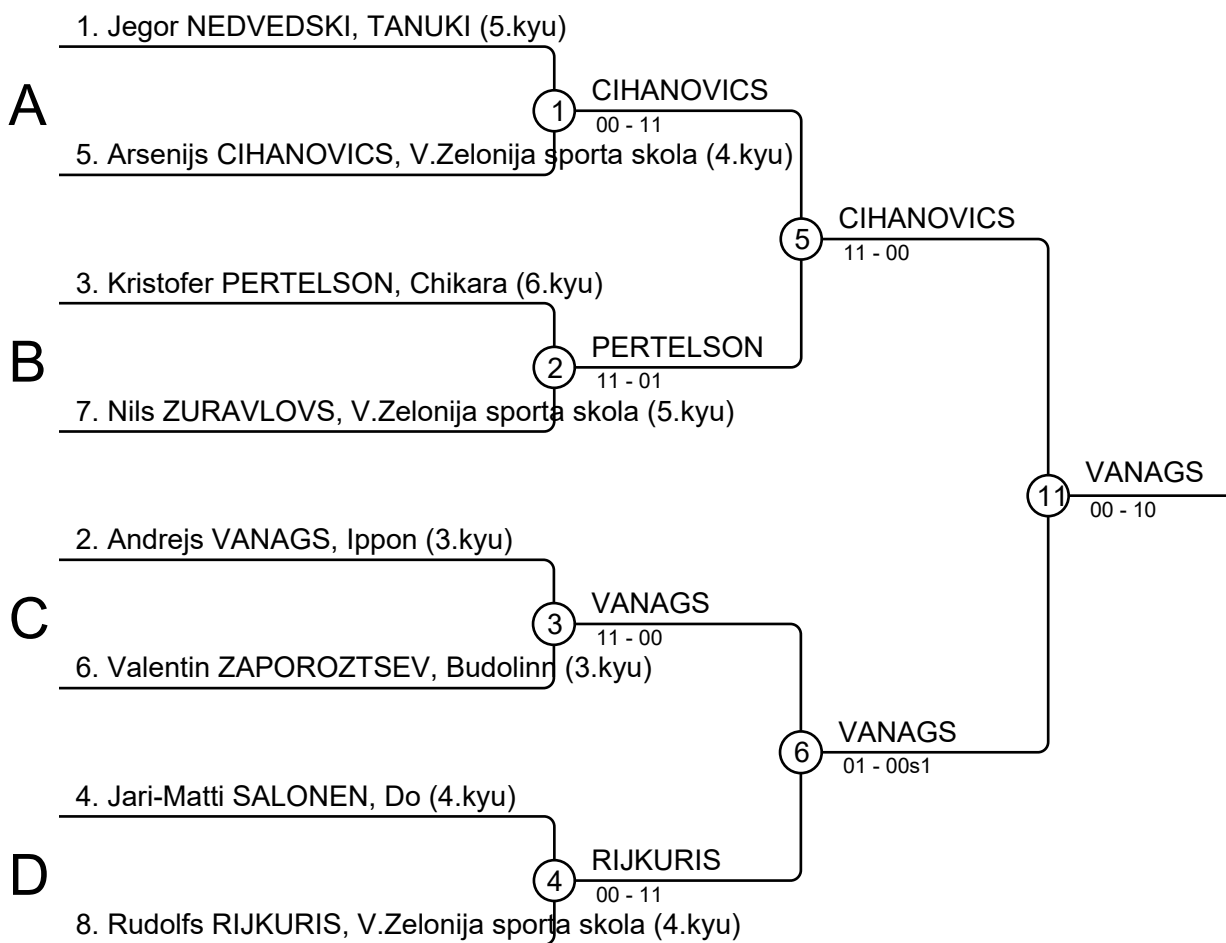 1. Jegor NEDVEDSKI, TANUKI (5.kyu)
A
1
CIHANOVICS
00 - 11
5. Arsenijs CIHANOVICS, V.Zelonija sporta skola (4.kyu)
5
CIHANOVICS
11 - 00
3. Kristofer PERTELSON, Chikara (6.kyu)
B
2
PERTELSON
11 - 01
7. Nils ZURAVLOVS, V.Zelonija sporta skola (5.kyu)
11
VANAGS
00 - 10
2. Andrejs VANAGS, Ippon (3.kyu)
C
3
VANAGS
11 - 00
6. Valentin ZAPOROZTSEV, Budolinn (3.kyu)
6
VANAGS
01 - 00s1
4. Jari-Matti SALONEN, Do (4.kyu)
D
4
RIJKURIS
00 - 11
8. Rudolfs RIJKURIS, V.Zelonija sporta skola (4.kyu)